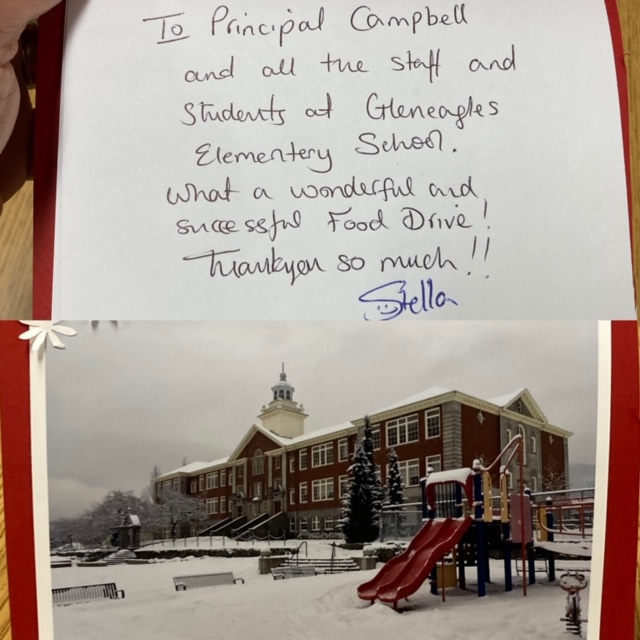 To Principal Campbell
and all the staff and
Students at Gleneagles
Elementery School.
What a wonderful and
successful Food Drive!
Thankyou so much!!
Stella